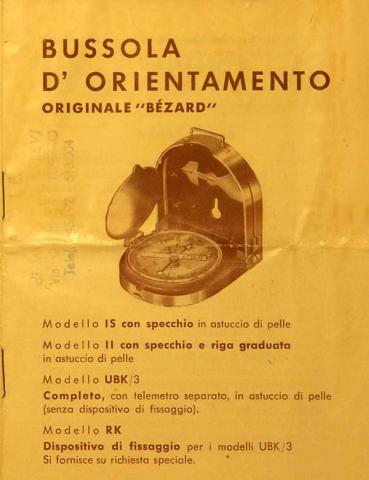 BUSSOLA
D' ORIENTAMENTO
ORIGINALE "BÉZARD"
Modello IS con specchio in astuccio di pelle
Modello II con specchio e riga graduata
in astuccio di pelle
Modello UBK/3
Completo, con telemetro separato, in astuccio di pelle
(senza dispositivo di fissaggio).
Modello RK
Dispositivo di fissaggio per i modelli UBK/3
Si fornisce su richiesta speciale.